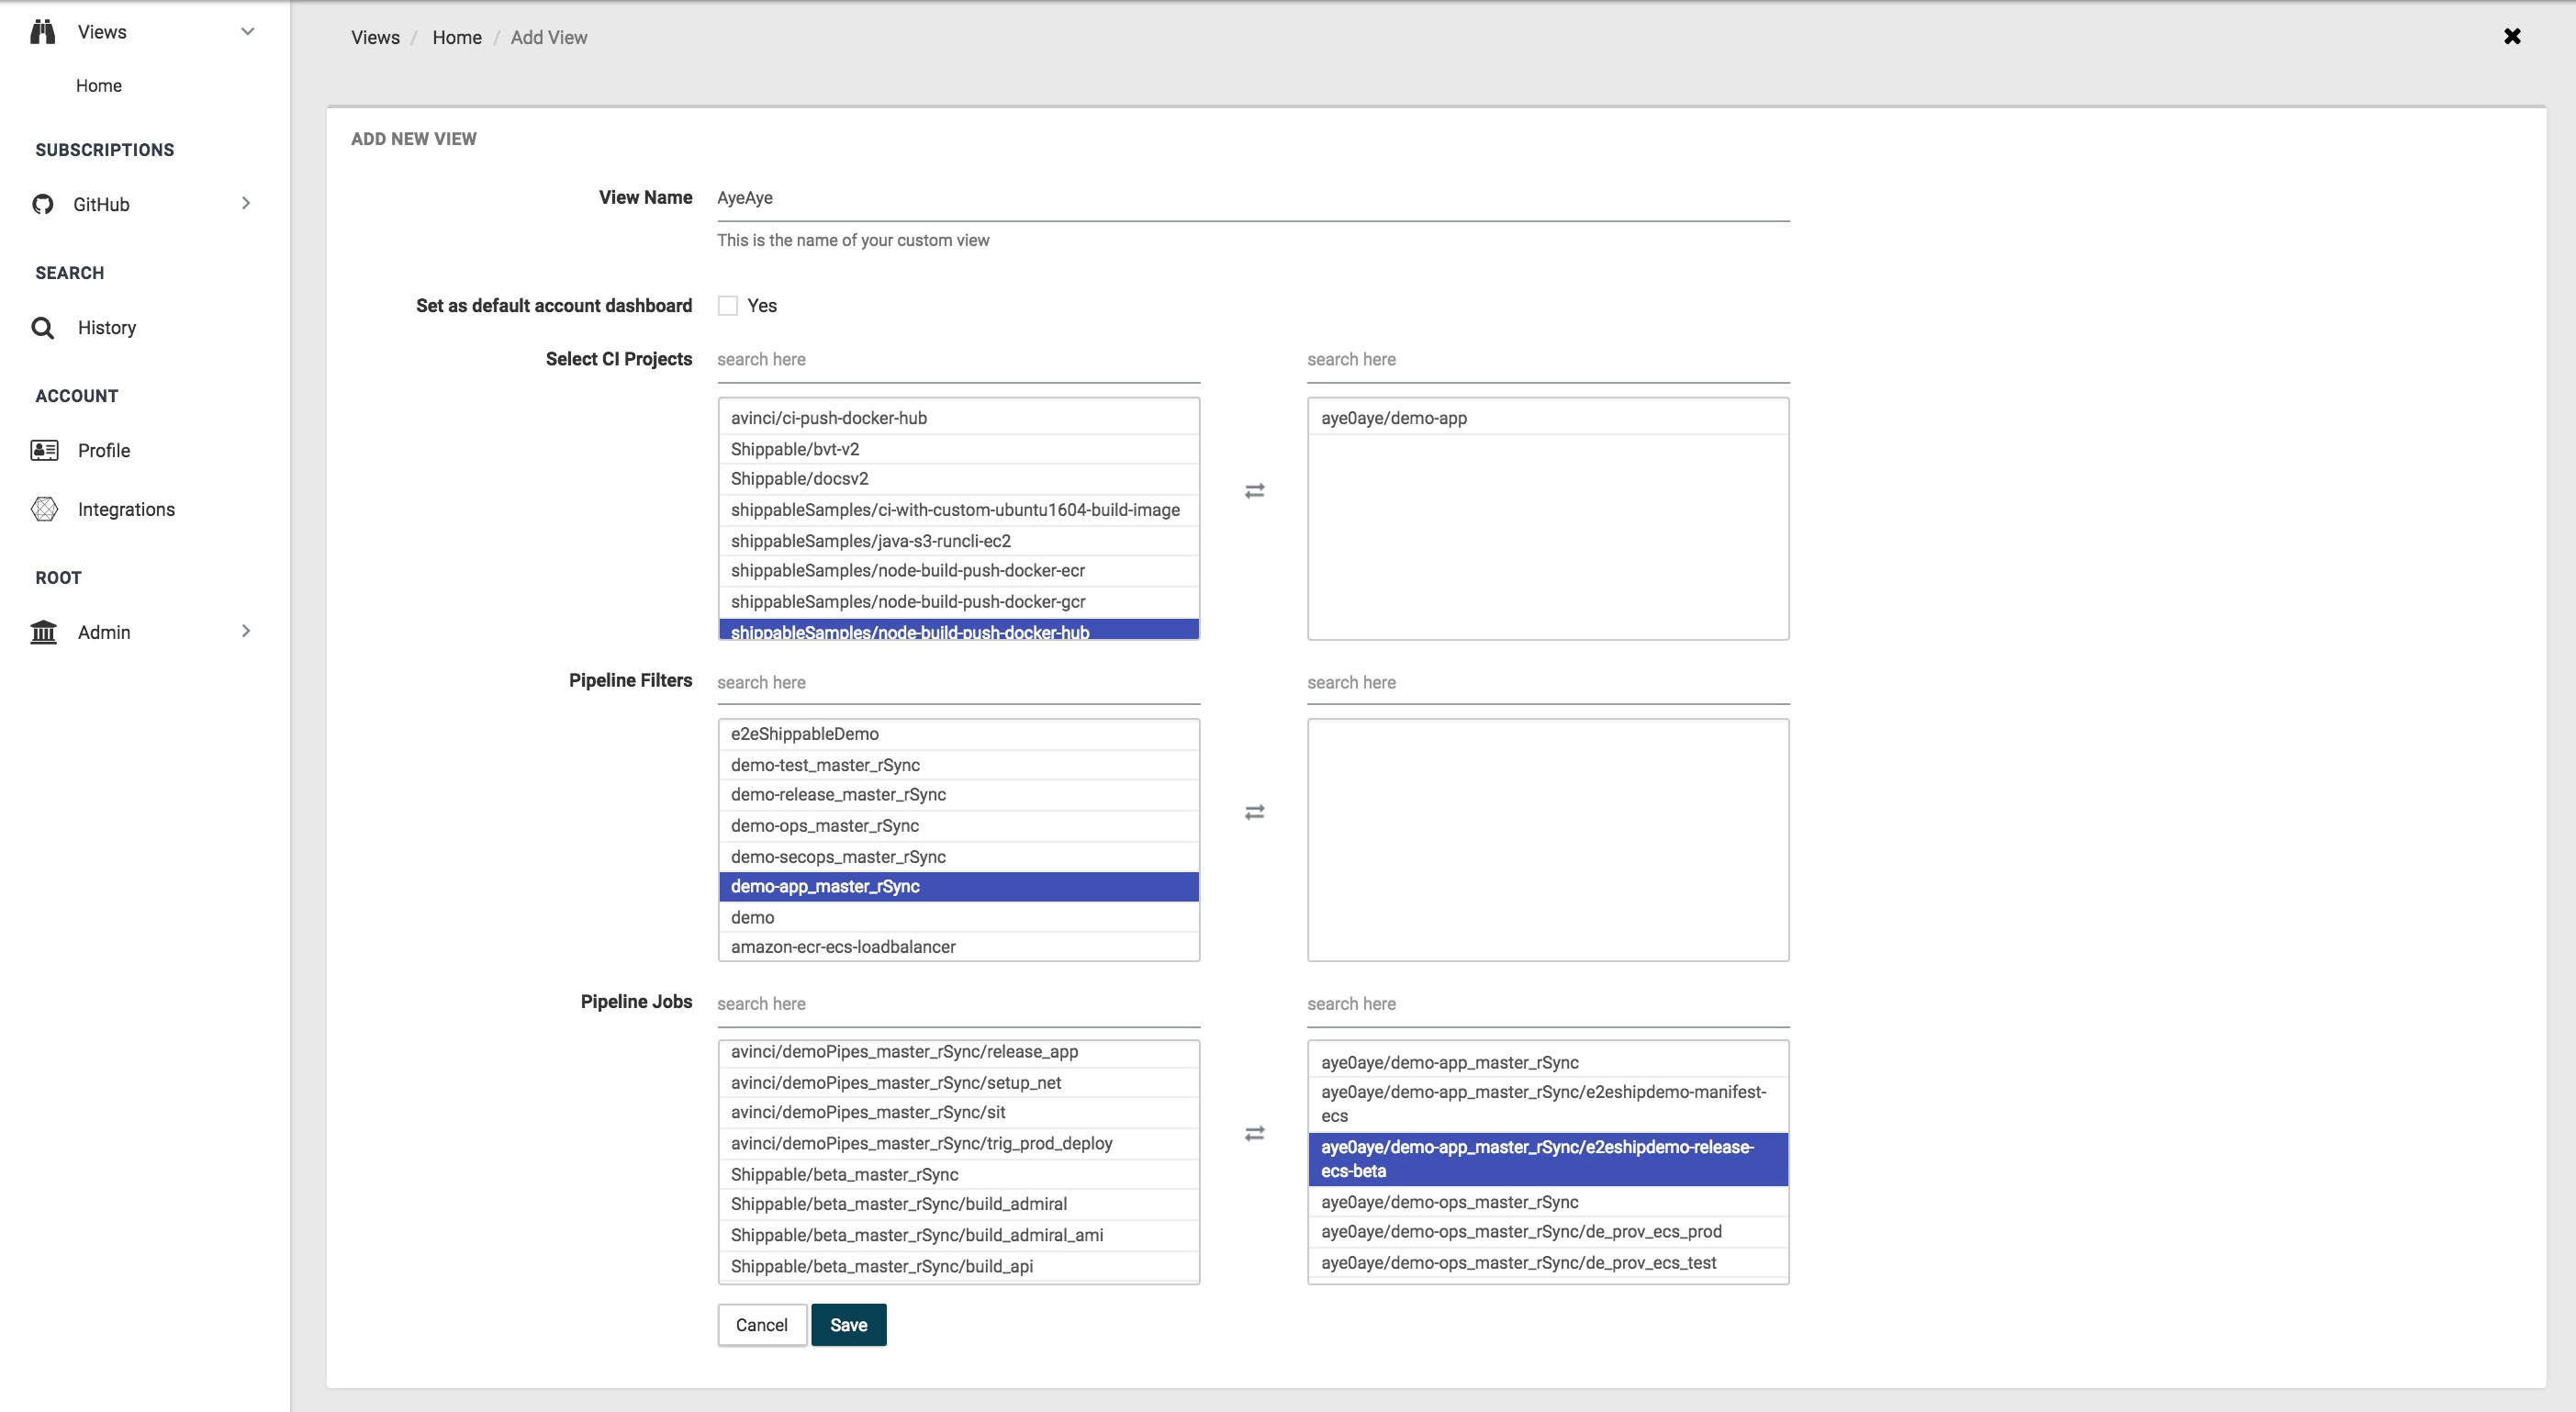 Views
Home
SUBSCRIPTIONS
GitHub
SEARCH
History
ACCOUNT
Profile
Integrations
ROOT
Admin
Views / Home / Add View
ADD NEW VIEW
View Name AyeAye
This is the name of your custom view
Set as default account dashboard Yes
Select CI Projects search here search here
avinci/ci-push-docker-hub
Shippable/bvt-v2
Shippable/docsv2
shippableSamples/ci-with-custom-ubuntu1604-build-image
shippableSamples/java-s3-runcli-ec2
shippableSamples/node-build-push-docker-ecr
shippableSamples/node-build-push-docker-gcr
shippableSamples/node-build-push-docker-hub
aye0aye/demo-app
Pipeline Filters search here search here
e2eShippableDemo
demo-test_master_rSync
demo-release_master_rSync
demo-ops_master_rSync
demo-secops_master_rSync
demo-app_master_rSync
demo
amazon-ecr-ecs-loadbalancer
Pipeline Jobs search here search here
avinci/demoPipes_master_rSync/release_app
avinci/demoPipes_master_rSync/setup_net
avinci/demoPipes_master_rSync/sit
avinci/demoPipes_master_rSync/trig_prod_deploy
Shippable/beta_master_rSync
Shippable/beta_master_rSync/build_admiral
Shippable/beta_master_rSync/build_admiral_ami
Shippable/beta_master_rSync/build_api
aye0aye/demo-app_master_rSync
aye0aye/demo-app_master_rSync/e2eshipdemo-manifest-
ecs
aye0aye/demo-app_master_rSync/e2eshipdemo-release-
ecs-beta
aye0aye/demo-ops_master_rSync
aye0aye/demo-ops_master_rSync/de_prov_ecs_prod
aye0aye/demo-ops_master_rSync/de_prov_ecs_test
Cancel Save